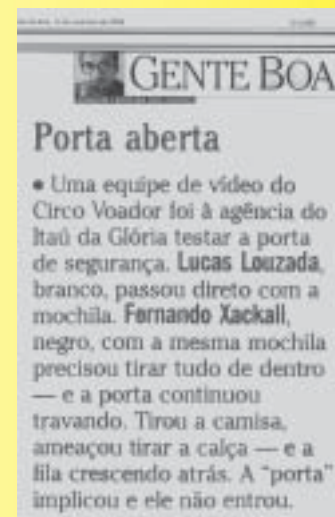 GENTE BOA
Porta aberta
• Uma equipe de vídeo do
Circo Voador foi à agência do
Itaú da Glória testar a porta
de segurança. Lucas Louzada,
branco, passou direto com a
mochila. Fernando Xackall,
negro, com a mesma mochila
precisou tirar tudo de dentro
— e a porta continuou
travando. Tirou a camisa,
ameaçou tirar a calça — e a
fila crescendo atrás. A “porta”
implicou e ele não entrou.